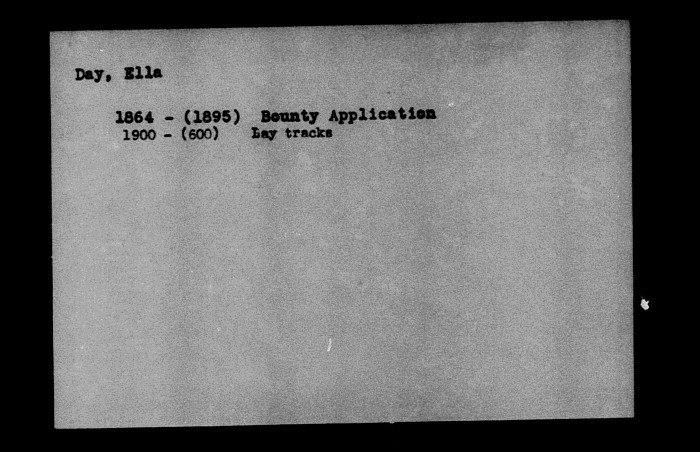 Day, Ella
1864 - (1895) Bounty Application
1900 - (600) Lay tracks